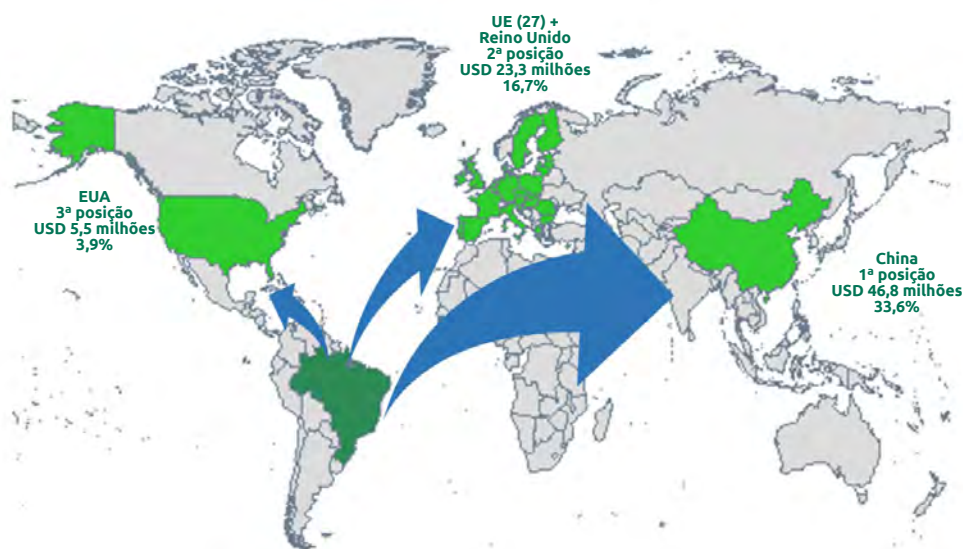 UE (27) +
Reino Unido
2ª posição
USD 23,3 milhões
16,7%
EUA
3ª posição
USD 5,5 milhões
3,9%
China
1ª posição
USD 46,8 milhões
33,6%